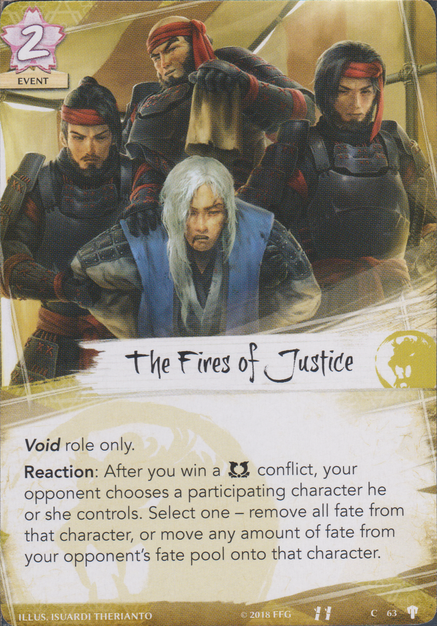 2
EVENT
The Fires of Justice
Void role only.
Reaction: After you win a conflict, your
opponent chooses a participating character he
or she controls. Select one – remove all fate from
that character, or move any amount of fate from
your opponent's fate pool onto that character.
ILLUS. ISUARDI THERIANTO © 2018 FFG C 63